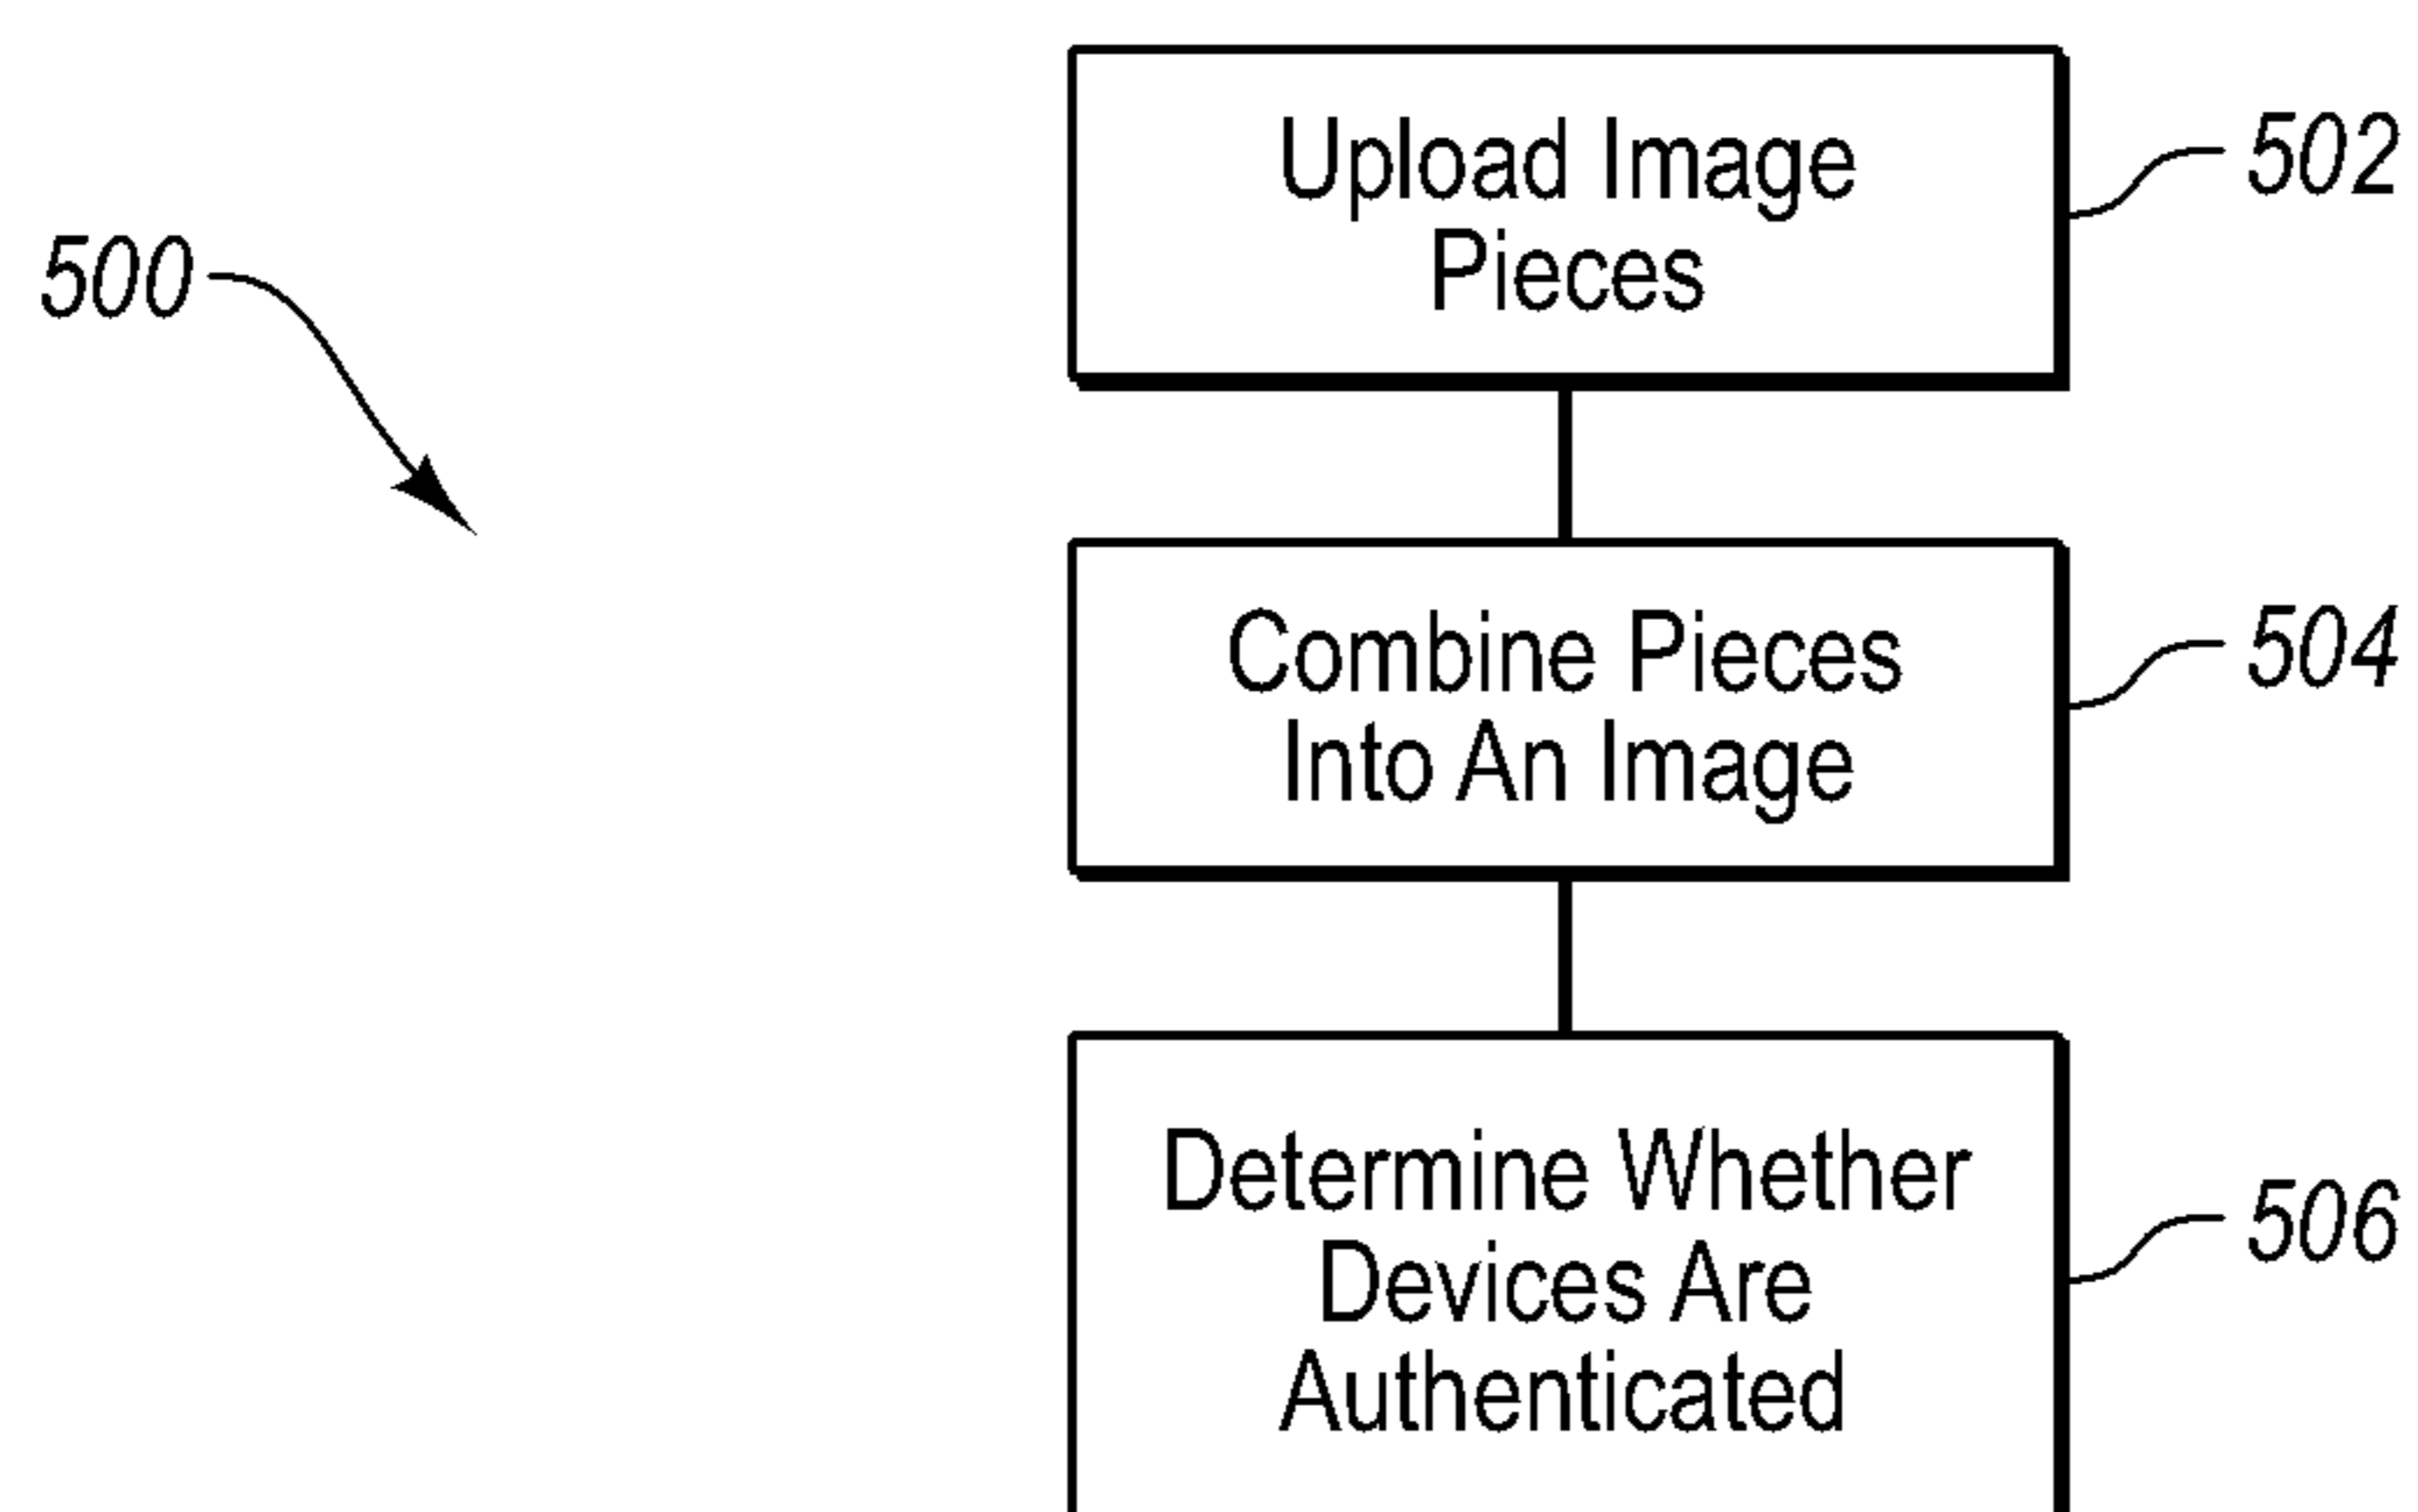 Upload Image
Pieces
502
500
Combine Pieces
Into An Image
504
Determine Whether
Devices Are
Authenticated
506